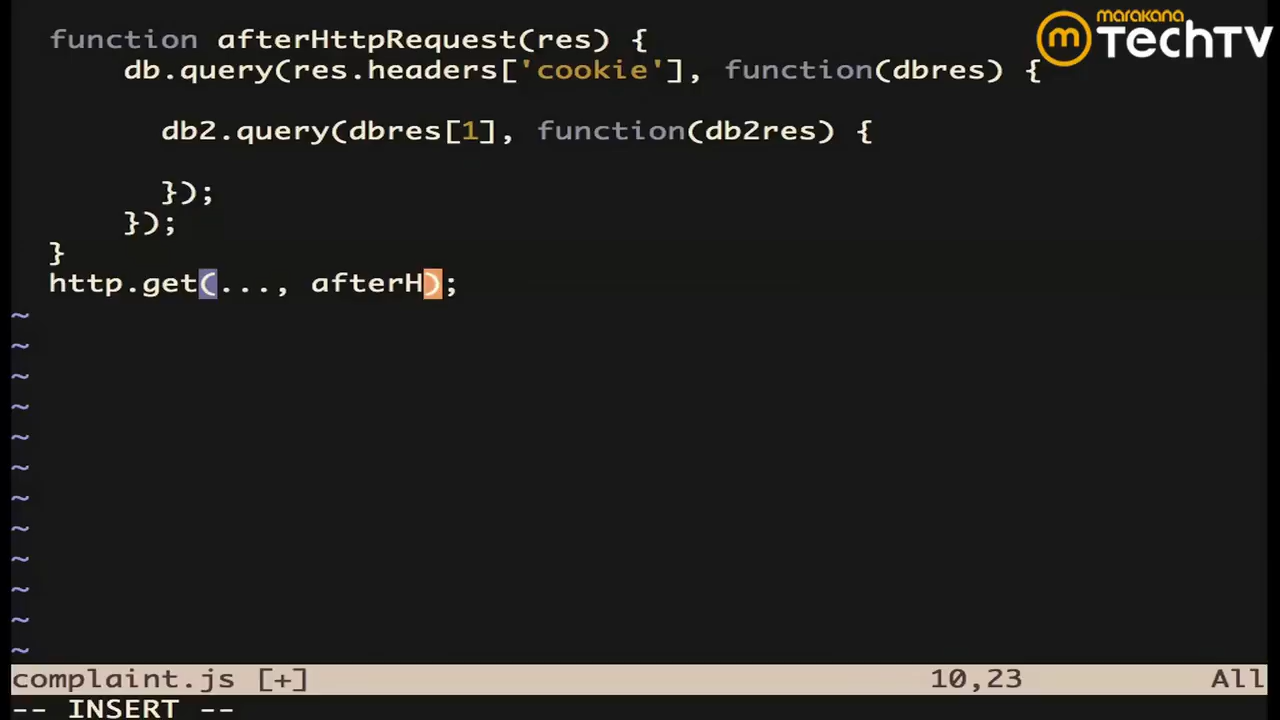 marakana
TechTV
function afterHttpRequest(res) {
db.query(res.headers['cookie'], function(dbres) {
db2.query(dbres[1], function(db2res) {
});
});
}
http.get(..., afterH);
~
~
~
~
~
~
~
~
~
~
~
~
complaint.js [+] 10,23 All
-- INSERT --